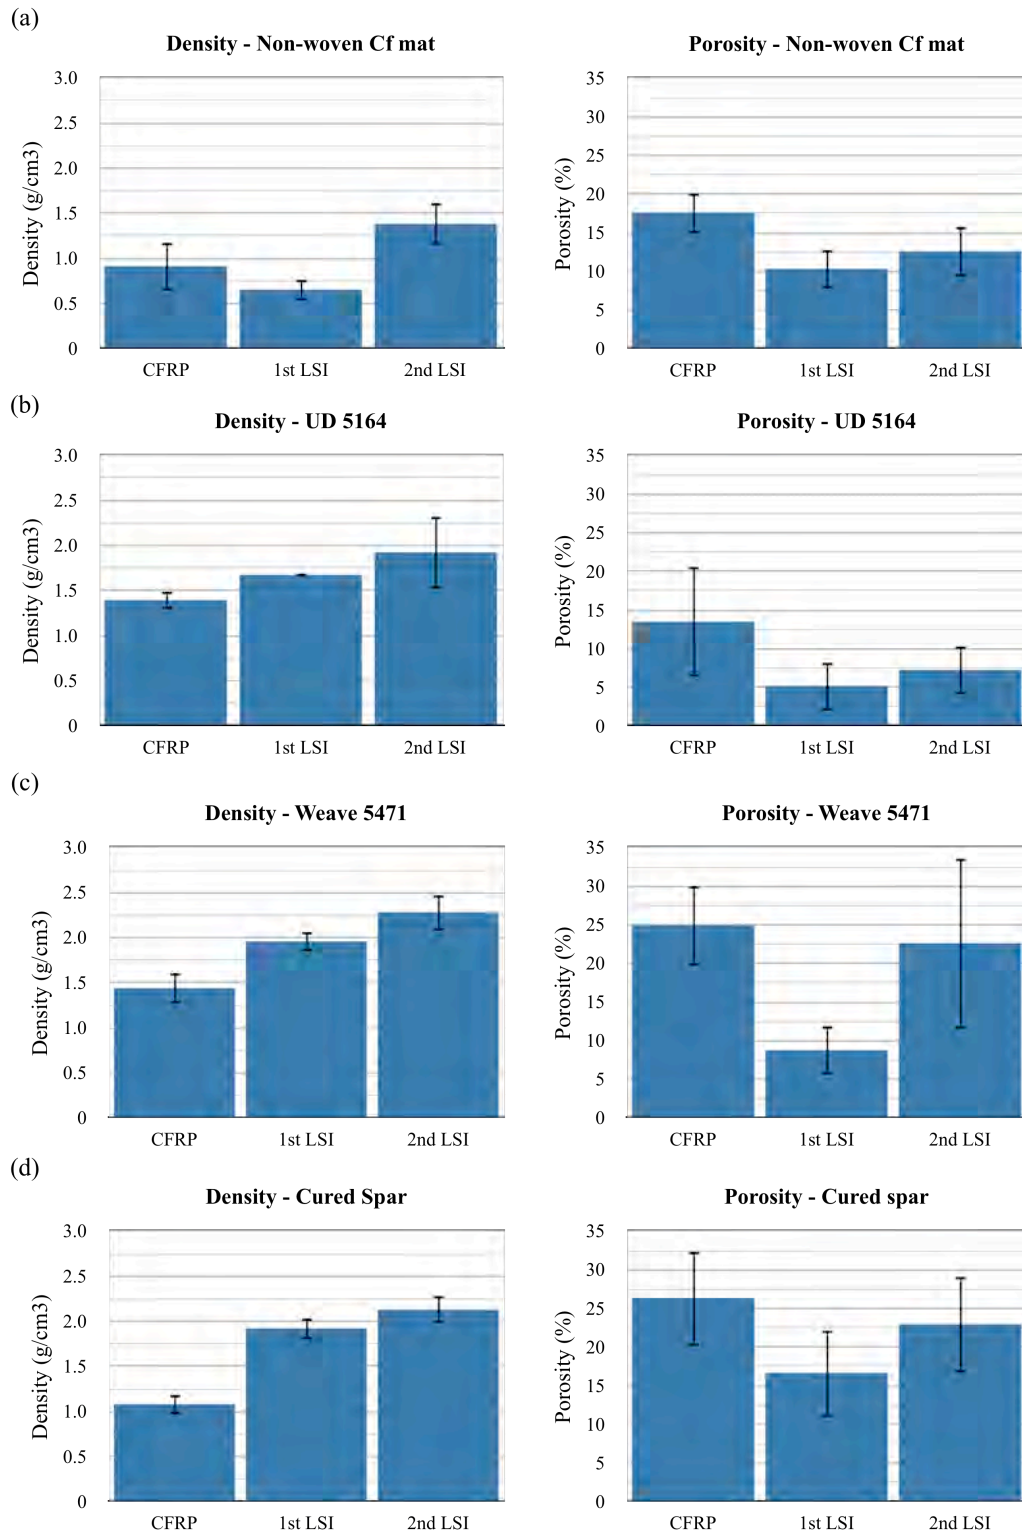 (a)
Density - Non-woven Cf mat
Porosity - Non-woven Cf mat
3.0
2.5
2.0
1.5
1.0
0.5
0
Density (g/cm3)
CFRP 1st LSI 2nd LSI
35
30
25
20
15
10
5
0
Porosity (%)
CFRP 1st LSI 2nd LSI
(b)
Density - UD 5164
Porosity - UD 5164
3.0
2.5
2.0
1.5
1.0
0.5
0
Density (g/cm3)
CFRP 1st LSI 2nd LSI
35
30
25
20
15
10
5
0
Porosity (%)
CFRP 1st LSI 2nd LSI
(c)
Density - Weave 5471
Porosity - Weave 5471
3.0
2.5
2.0
1.5
1.0
0.5
0
Density (g/cm3)
CFRP 1st LSI 2nd LSI
35
30
25
20
15
10
5
0
Porosity (%)
CFRP 1st LSI 2nd LSI
(d)
Density - Cured Spar
Porosity - Cured spar
3.0
2.5
2.0
1.5
1.0
0.5
0
Density (g/cm3)
CFRP 1st LSI 2nd LSI
35
30
25
20
15
10
5
0
Porosity (%)
CFRP 1st LSI 2nd LSI